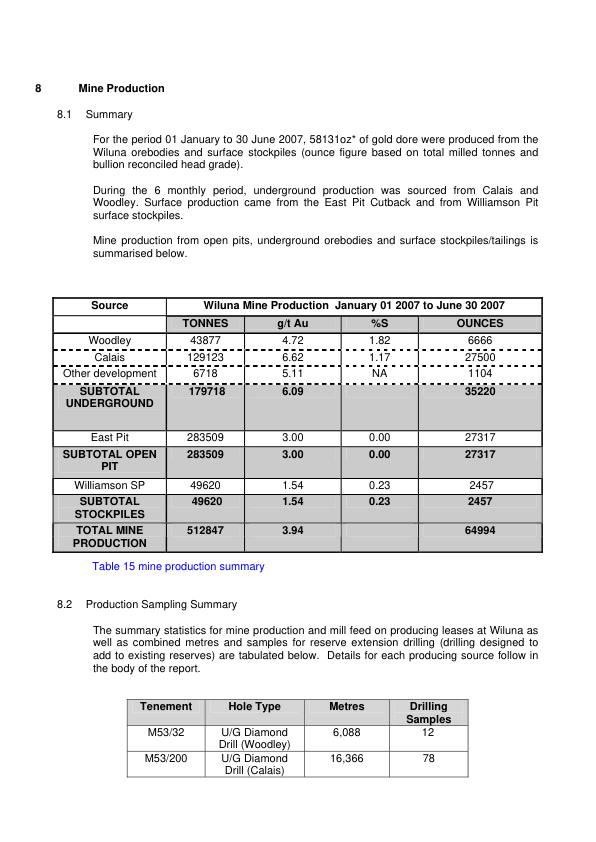 8 Mine Production
8.1 Summary
For the period 01 January to 30 June 2007, 58131oz* of gold dore were produced from the
Wiluna orebodies and surface stockpiles (ounce figure based on total milled tonnes and
bullion reconciled head grade).
During the 6 monthly period, underground production was sourced from Calais and
Woodley. Surface production came from the East Pit Cutback and from Williamson Pit
surface stockpiles.
Mine production from open pits, underground orebodies and surface stockpiles/tailings is
summarised below.
Source Wiluna Mine Production January 01 2007 to June 30 2007
TONNES g/t Au %S OUNCES
Woodley 43877 4.72 1.82 6666
Calais 129123 6.62 1.17 27500
Other development 6718 5.11 NA 1104
SUBTOTAL 179718 6.09 35220
UNDERGROUND
East Pit 283509 3.00 0.00 27317
SUBTOTAL OPEN 283509 3.00 0.00 27317
PIT
Williamson SP 49620 1.54 0.23 2457
SUBTOTAL 49620 1.54 0.23 2457
STOCKPILES
TOTAL MINE 512847 3.94 64994
PRODUCTION
Table 15 mine production summary
8.2 Production Sampling Summary
The summary statistics for mine production and mill feed on producing leases at Wiluna as
well as combined metres and samples for reserve extension drilling (drilling designed to
add to existing reserves) are tabulated below. Details for each producing source follow in
the body of the report.
Tenement Hole Type Metres Drilling
Samples
M53/32 U/G Diamond 6,088 12
Drill (Woodley)
M53/200 U/G Diamond 16,366 78
Drill (Calais)